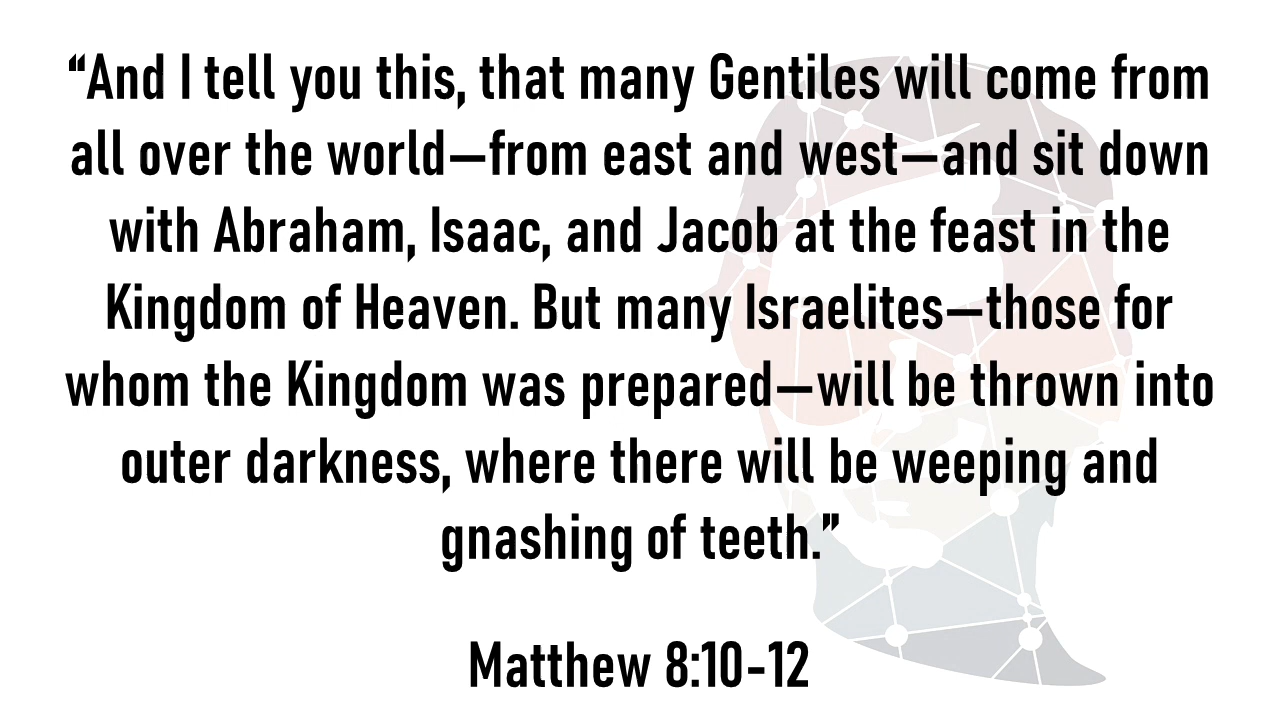 “And I tell you this, that many Gentiles will come from
all over the world—from east and west—and sit down
with Abraham, Isaac, and Jacob at the feast in the
Kingdom of Heaven. But many Israelites—those for
whom the Kingdom was prepared—will be thrown into
outer darkness, where there will be weeping and
gnashing of teeth.”
Matthew 8:10-12